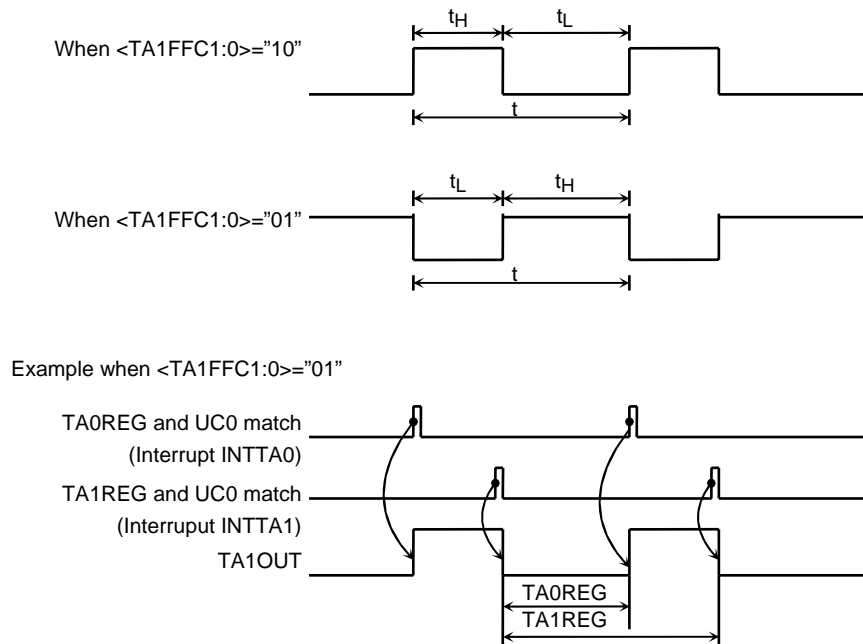 tH tL
When <TA1FFC1:0>=”10”
t
tL tH
When <TA1FFC1:0>=”01”
t
Example when <TA1FFC1:0>=”01”
TA0REG and UC0 match
(Interrupt INTTA0)
TA1REG and UC0 match
(Interruput INTTA1)
TA1OUT
TA0REG
TA1REG